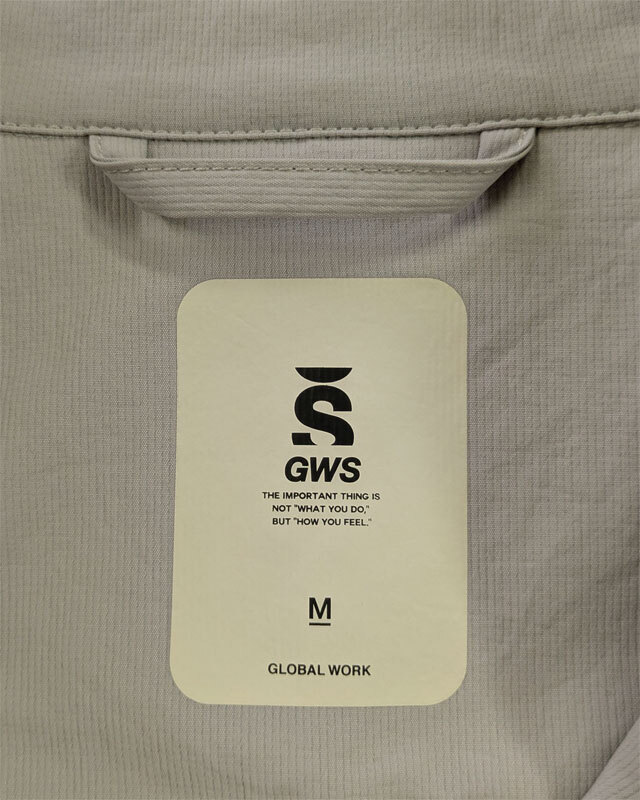 S
GWS
THE IMPORTANT THING IS
NOT "WHAT YOU DO,"
BUT "HOW YOU FEEL."
M
GLOBAL WORK